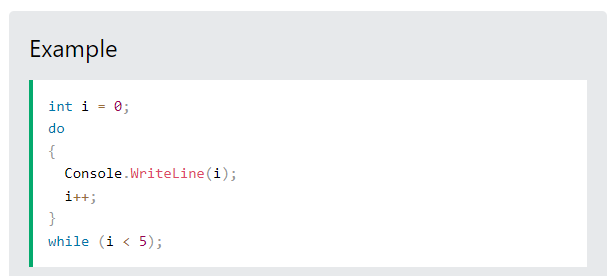 Example
int i = 0;
do
{
  Console.WriteLine(i);
  i++;
}
while (i < 5);